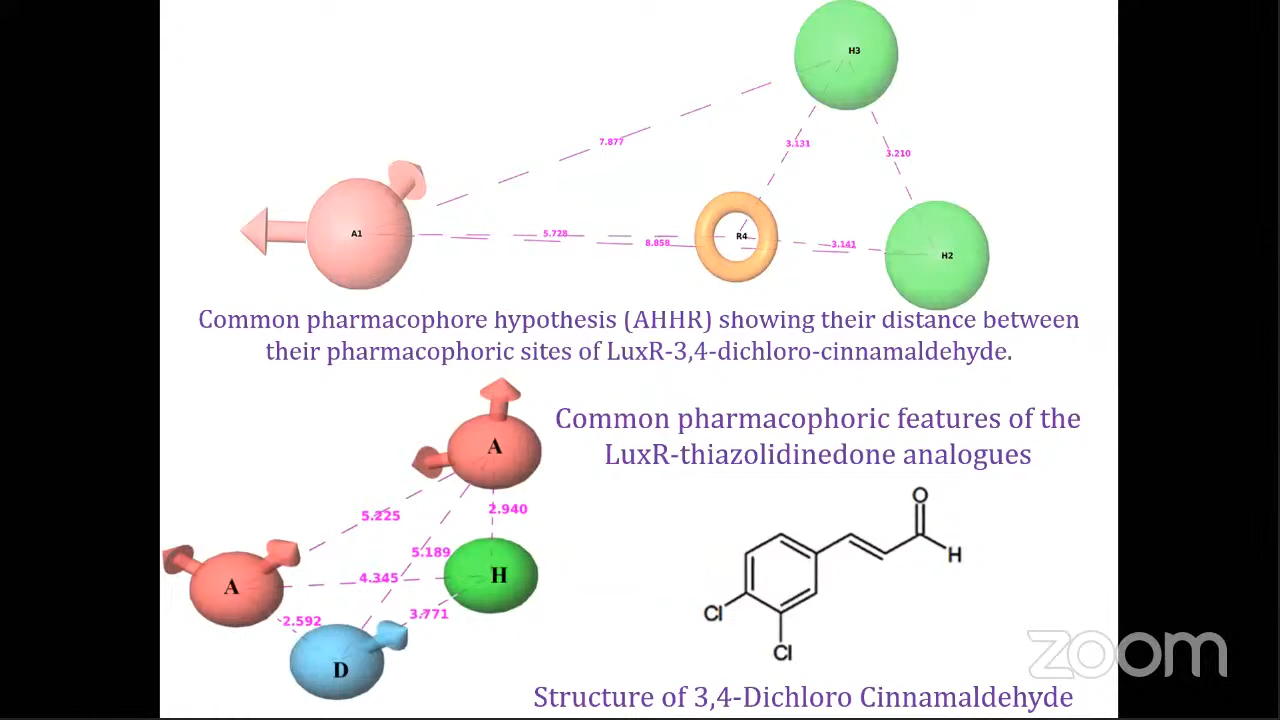 H3
7.877
3.131
3.210
A1
5.728
R4
8.858
3.141
H2
Common pharmacophore hypothesis (AHHR) showing their distance between
their pharmacophoric sites of LuxR-3,4-dichloro-cinnamaldehyde.
Common pharmacophoric features of the
LuxR-thiazolidinedone analogues
A
5.225
2.940
5.189
A
4.345
H
2.592
3.771
D
O
H
Cl
Cl
zoom
Structure of 3,4-Dichloro Cinnamaldehyde